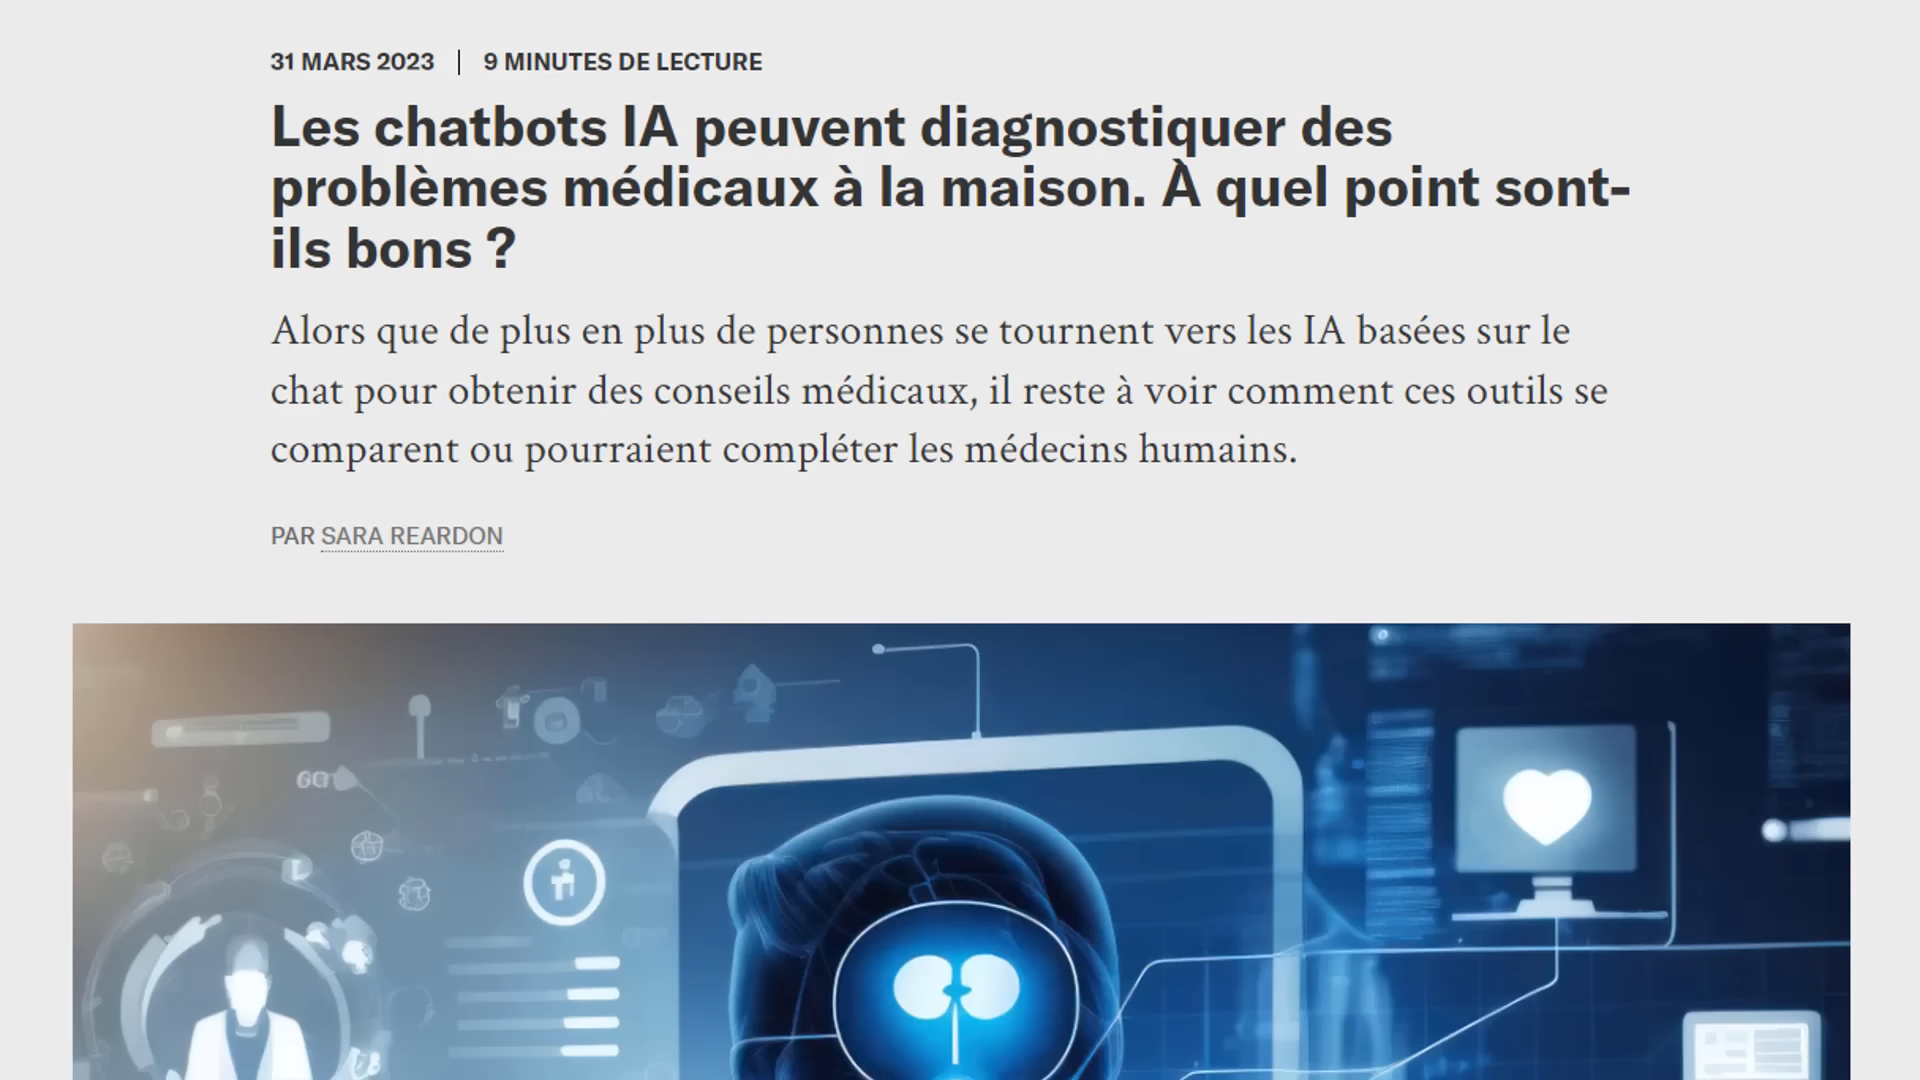 31 MARS 2023 | 9 MINUTES DE LECTURE
Les chatbots IA peuvent diagnostiquer des
problèmes médicaux à la maison. À quel point sont-
ils bons ?
Alors que de plus en plus de personnes se tournent vers les IA basées sur le
chat pour obtenir des conseils médicaux, il reste à voir comment ces outils se
comparent ou pourraient compléter les médecins humains.
PAR SARA REARDON